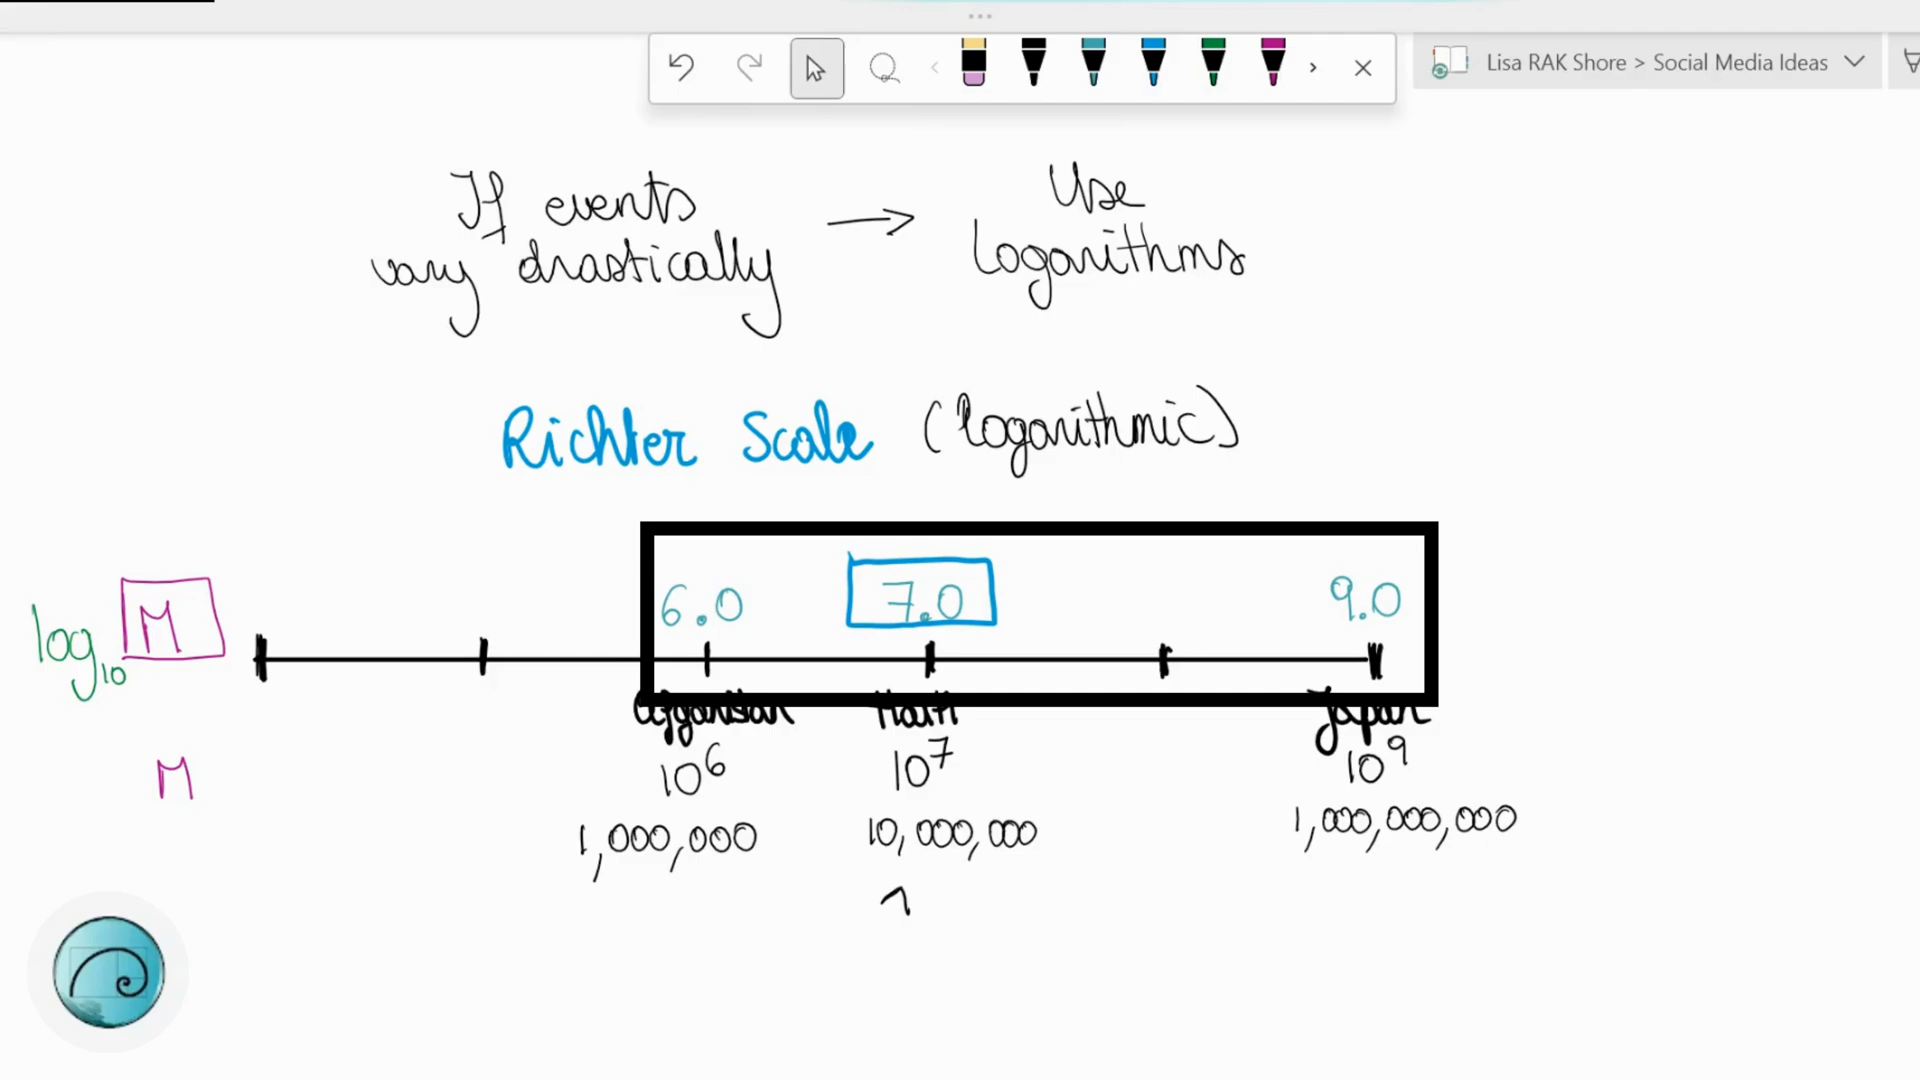 Lisa RAK Shore > Social Media Ideas
If events
vary drastically
→
Use
Logarithms
Richter Scale (logarithmic)
6.0 7.0 9.0
log10 M
Afganistan Haiti Japan
M
10^6 10^7 10^9
1,000,000 10,000,000 1,000,000,000